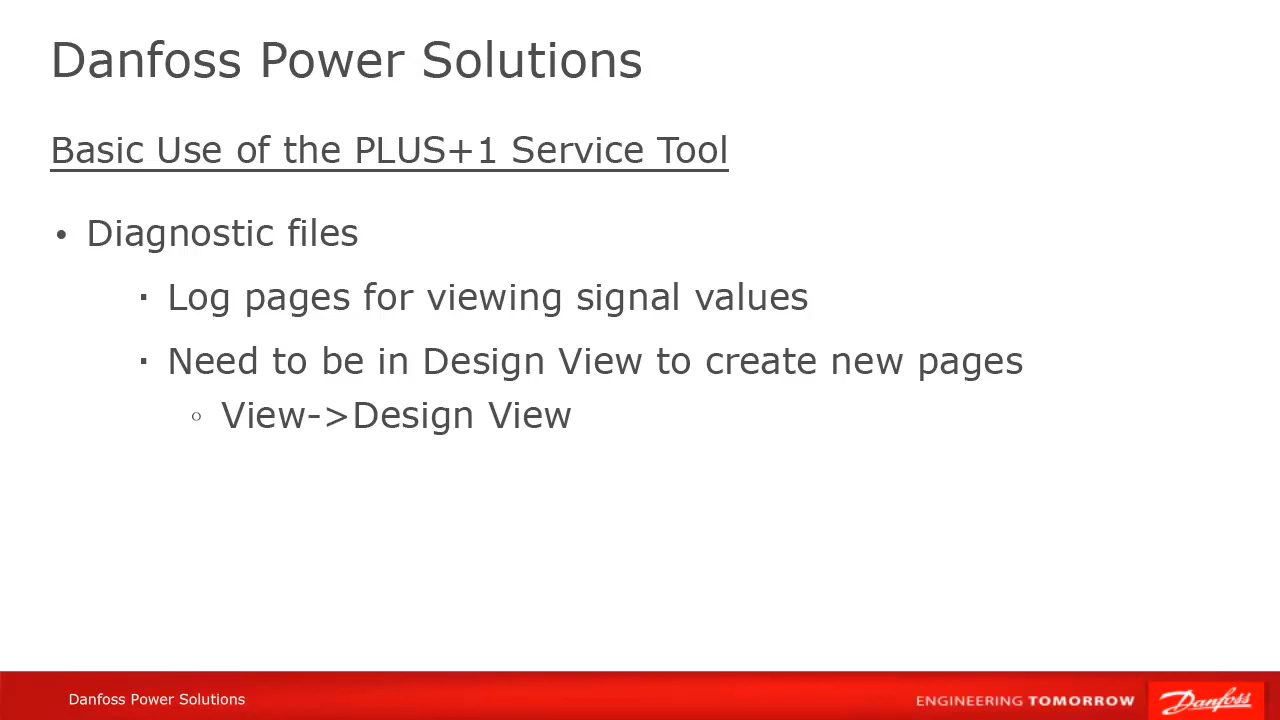 Danfoss Power Solutions
Basic Use of the PLUS+1 Service Tool
• Diagnostic files
▪ Log pages for viewing signal values
▪ Need to be in Design View to create new pages
◦ View->Design View
Danfoss Power Solutions
ENGINEERING TOMORROW
Danfoss